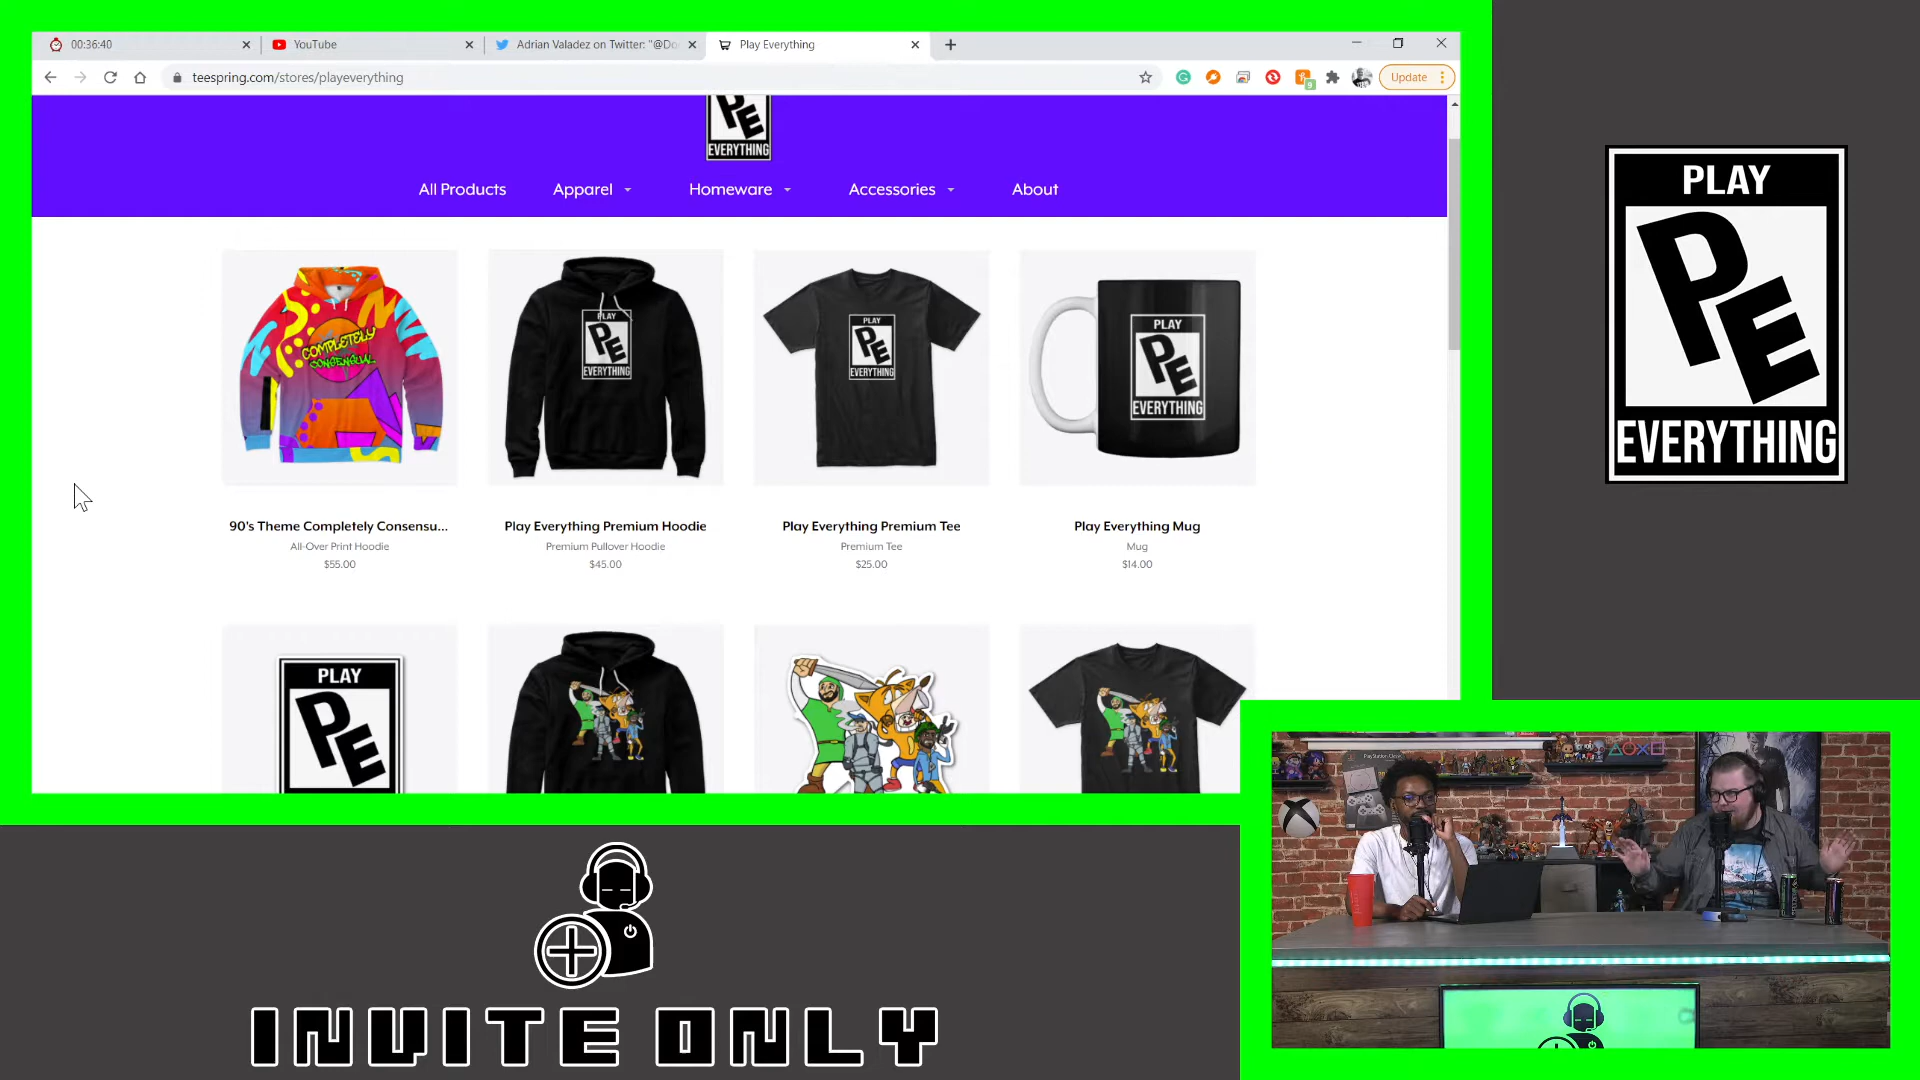 00:36:40
YouTube
Adrian Valadez on Twitter: "@Do
Play Everything
teespring.com/stores/playeverything
Update
9
EVERYTHING
All Products
Apparel
Homeware
Accessories
About
COMPLETELY
CONSENSUAL
PLAY
PE
EVERYTHING
PLAY
PE
EVERYTHING
PLAY
PE
EVERYTHING
90's Theme Completely Consensu...
All-Over Print Hoodie
$55.00
Play Everything Premium Hoodie
Premium Pullover Hoodie
$45.00
Play Everything Premium Tee
Premium Tee
$25.00
Play Everything Mug
Mug
$14.00
PLAY
PE
PLAY
PE
EVERYTHING
INVITE ONLY